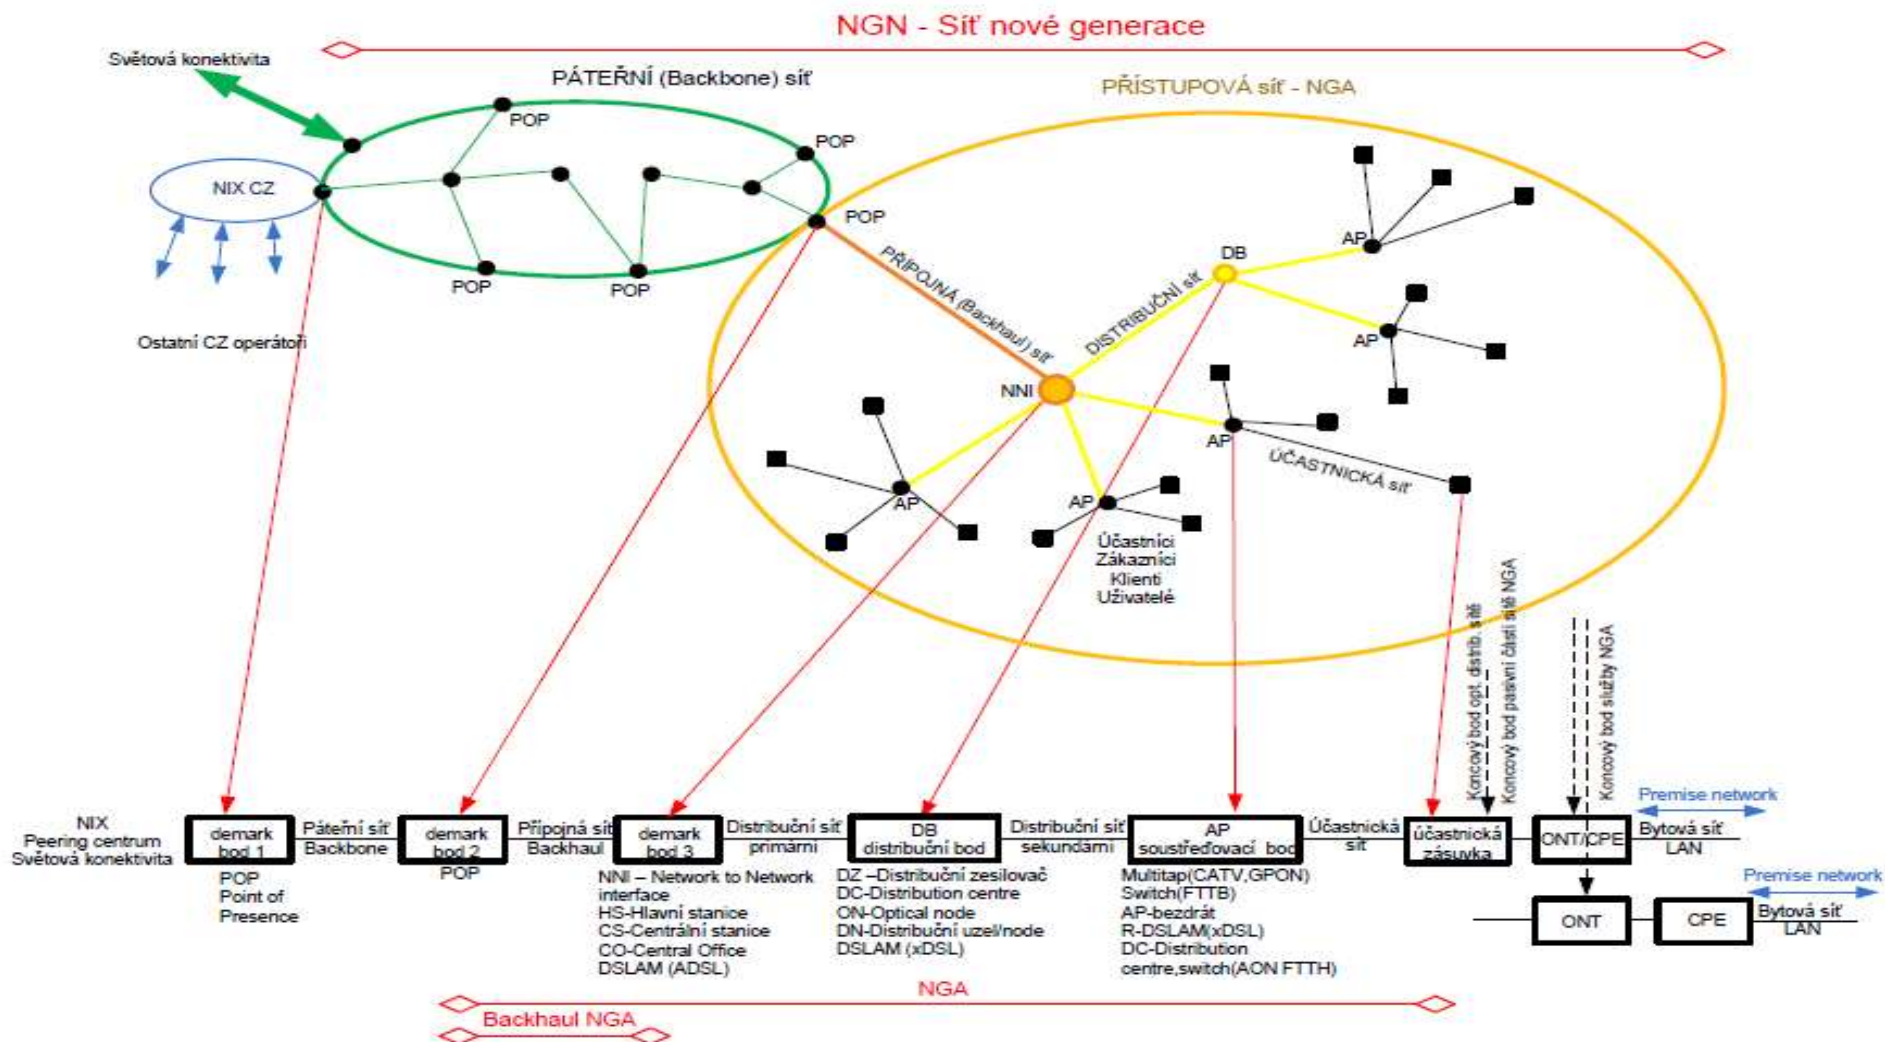 NGN - Síť nové generace
Světová konektivita
PÁTEŘNÍ (Backbone) síť
PŘÍSTUPOVÁ síť - NGA
POP
POP
NIX CZ
POP
POP
POP
Ostatní CZ operátoři
PŘÍPOJNÁ (Backhaul) síť
DISTRIBUČNÍ síť
DB
AP
AP
NNI
AP
ÚČASTNICKÁ síť
AP
AP
Účastníci
Zákazníci
Klienti
Uživatelé
Koncový bod opt. distrib. sítě
Koncový bod pasivní části sítě NGA
Koncový bod služby NGA
NIX
Peering centrum
Světová konektivita
demark
bod 1
POP
Point of
Presence
Páteřní síť
Backbone
demark
bod 2
POP
Přípojná síť
Backhaul
demark
bod 3
NNI – Network to Network
interface
HS-Hlavní stanice
CS-Centrální stanice
CO-Central Office
DSLAM (ADSL)
Distribuční síť
primární
DB
distribuční bod
DZ –Distribuční zesilovač
DC-Distribution centre
ON-Optical node
DN-Distribuční uzel/node
DSLAM (xDSL)
Distribuční síť
sekundární
AP
soustřeďovací bod
Multitap(CATV,GPON)
Switch(FTTB)
AP-bezdrát
R-DSLAM(xDSL)
DC-Distribution
centre,switch(AON FTTH)
Účastnická
síť
účastnická
zásuvka
ONT/CPE
Premise network
Bytová síť
LAN
ONT
CPE
Premise network
Bytová síť
LAN
NGA
Backhaul NGA